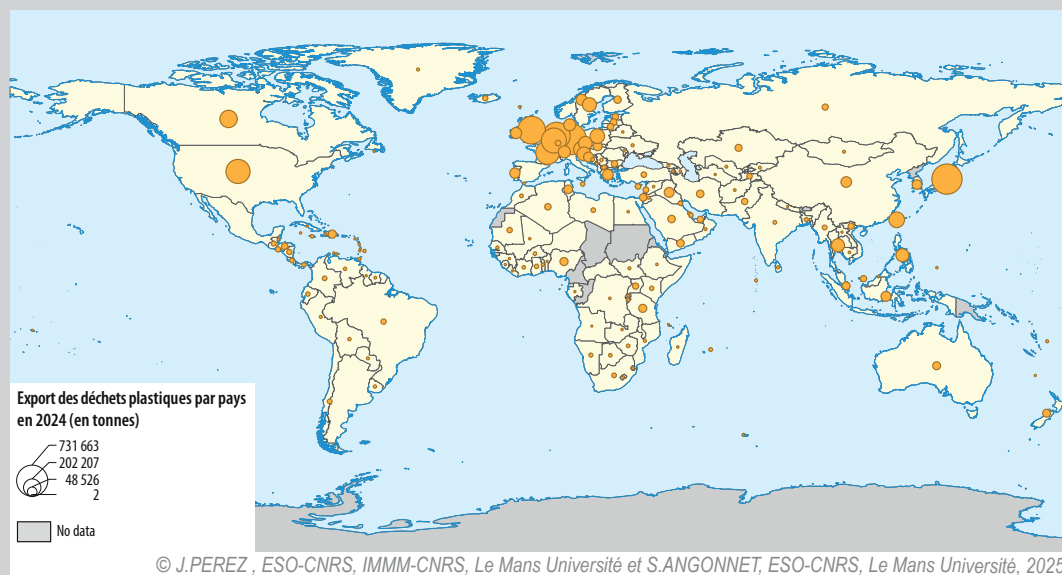 Export des déchets plastiques par pays
en 2024 (en tonnes)
731 663
202 207
48 526
2
No data
© J.PEREZ , ESO-CNRS, IMMM-CNRS, Le Mans Université et S.ANGONNET, ESO-CNRS, Le Mans Université, 2025